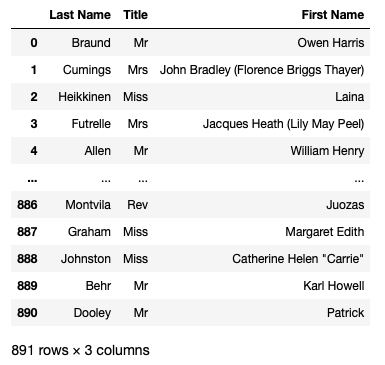 Last Name Title First Name
0 Braund Mr Owen Harris
1 Cumings Mrs John Bradley (Florence Briggs Thayer)
2 Heikkinen Miss Laina
3 Futrelle Mrs Jacques Heath (Lily May Peel)
4 Allen Mr William Henry
... ... ... ...
886 Montvila Rev Juozas
887 Graham Miss Margaret Edith
888 Johnston Miss Catherine Helen "Carrie"
889 Behr Mr Karl Howell
890 Dooley Mr Patrick
891 rows × 3 columns